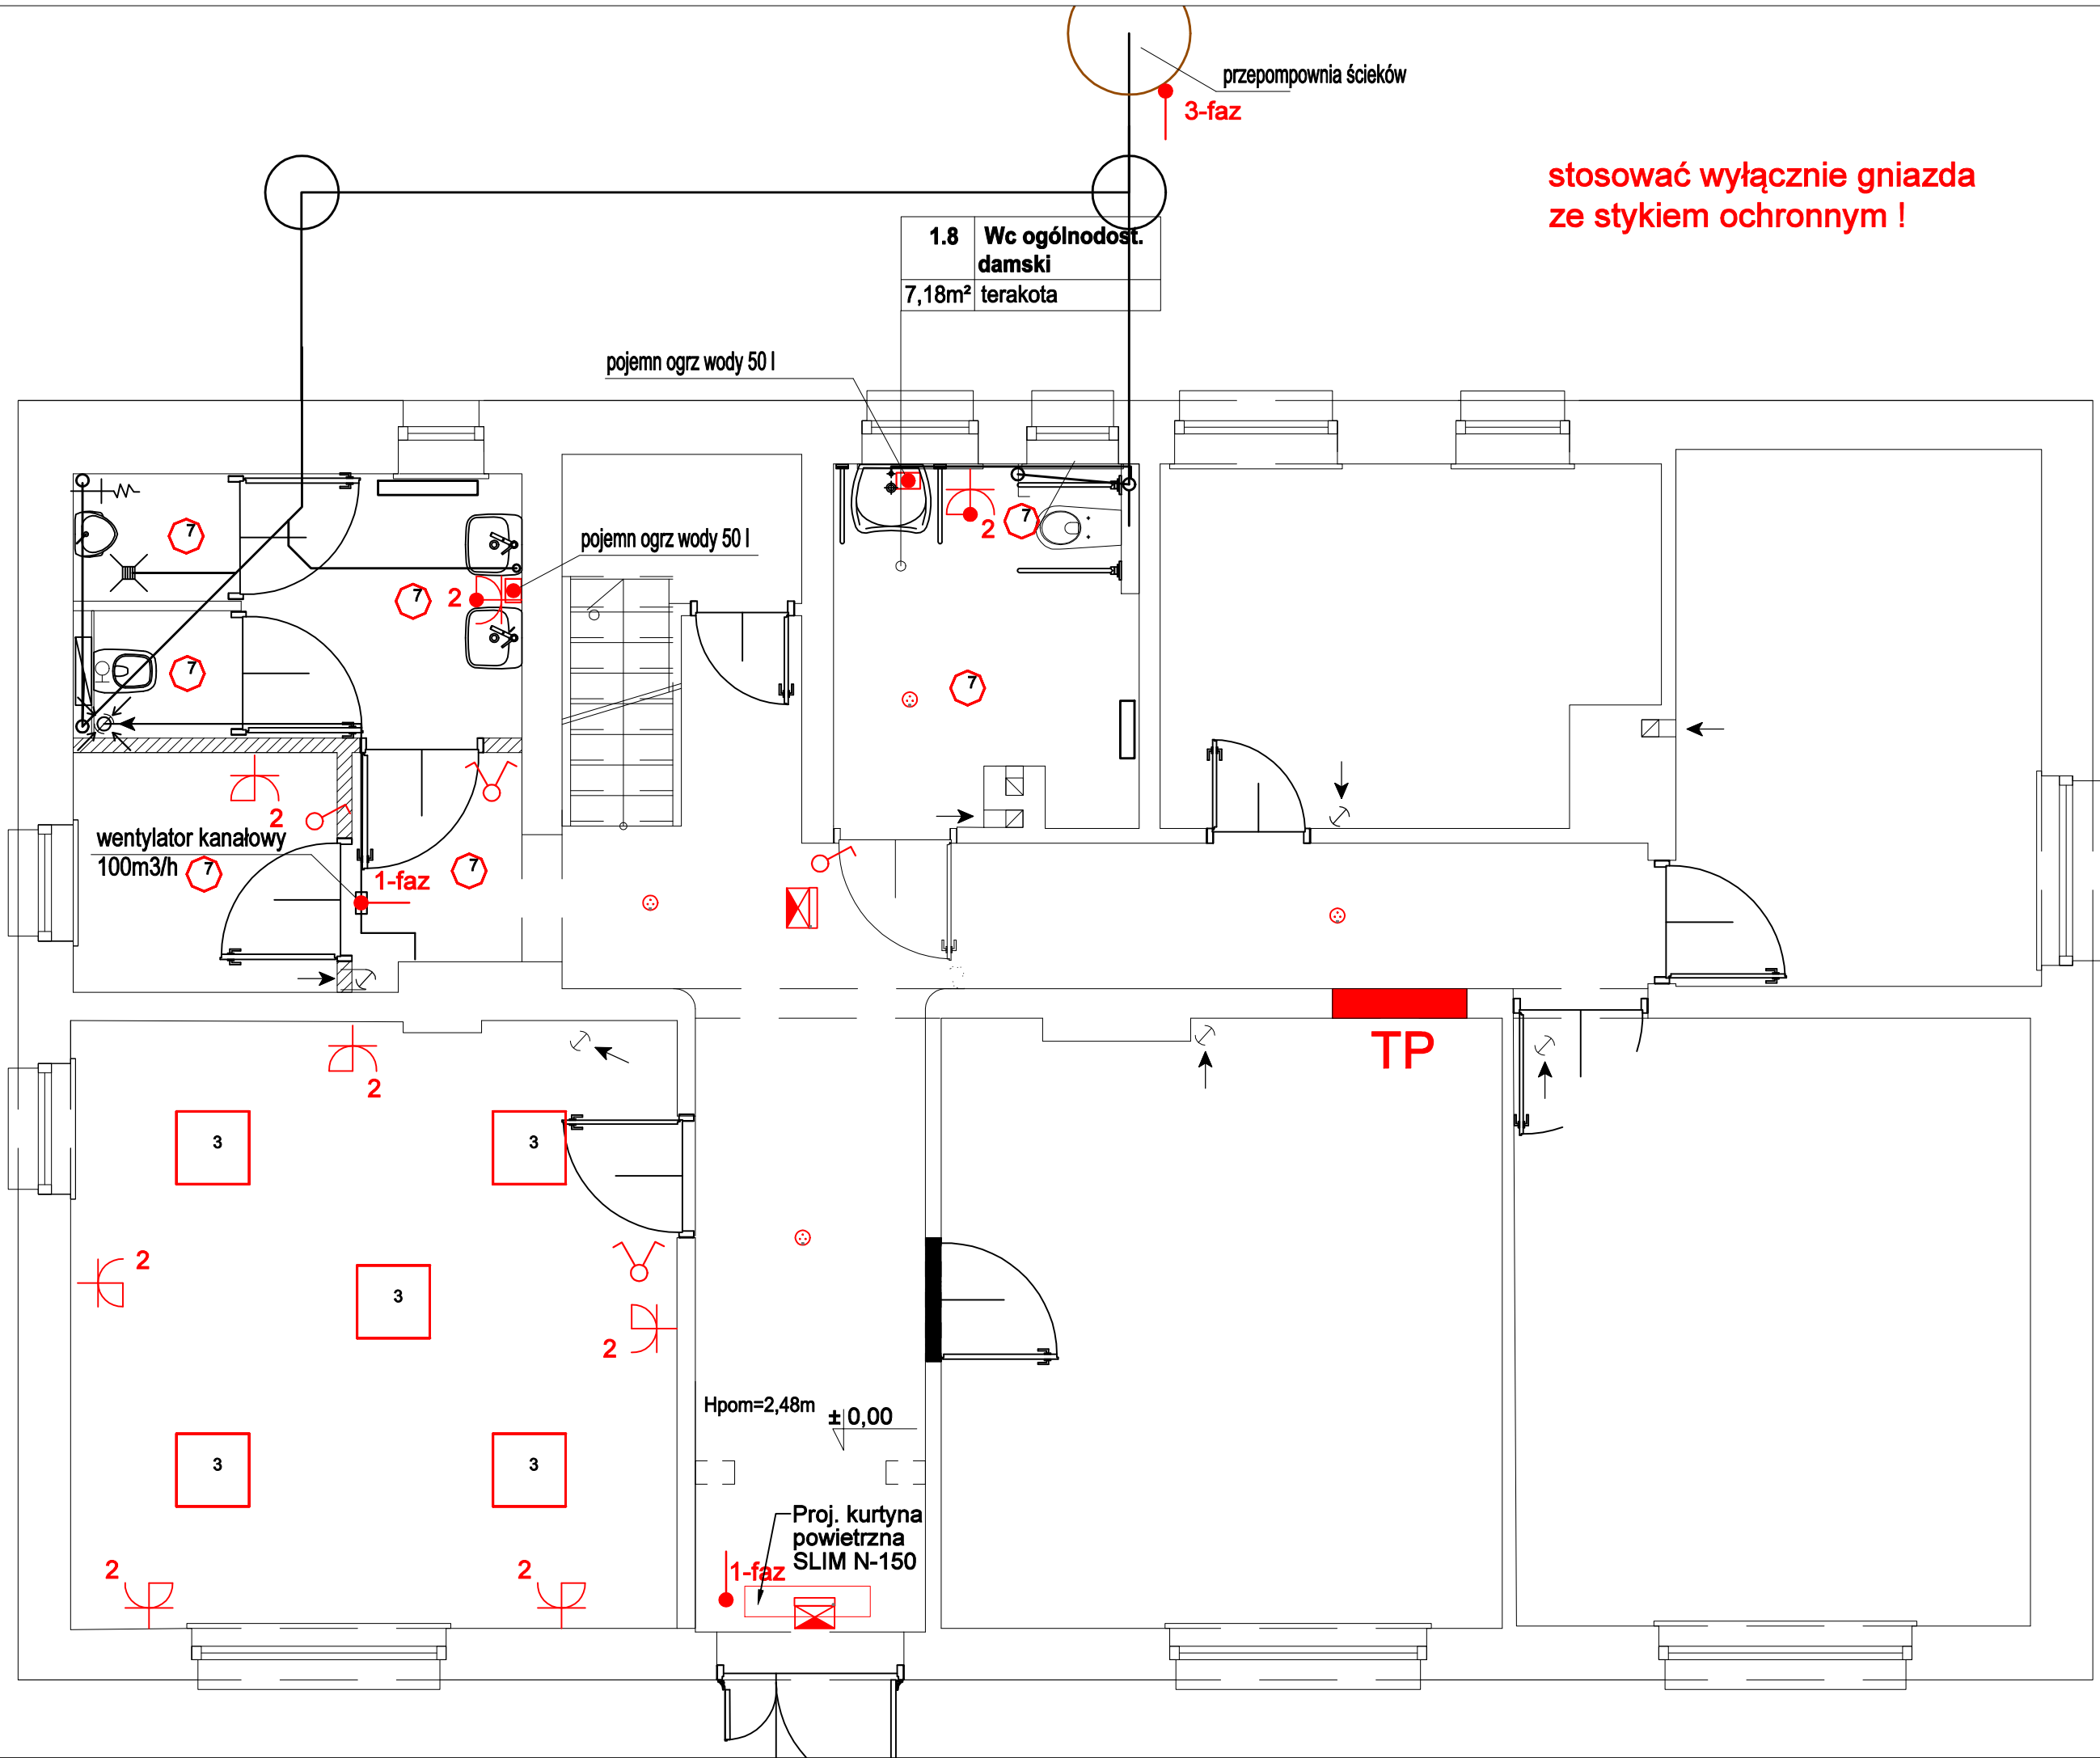 przepompownia ścieków
3-faz
stosować wyłącznie gniazda
ze stykiem ochronnym !
1.8 Wc ogólnodost.
damski
7,18m² terakota
pojemn ogrz wody 50 l
pojemn ogrz wody 50 l
7
2
7
7
2
7
7
2
wentylator kanałowy
100m3/h
7
1-faz
7
TP
2
3
3
2
3
2
Hpom=2,48m
±0,00
3
3
Proj. kurtyna
powietrzna
SLIM N-150
1-faz
2
2